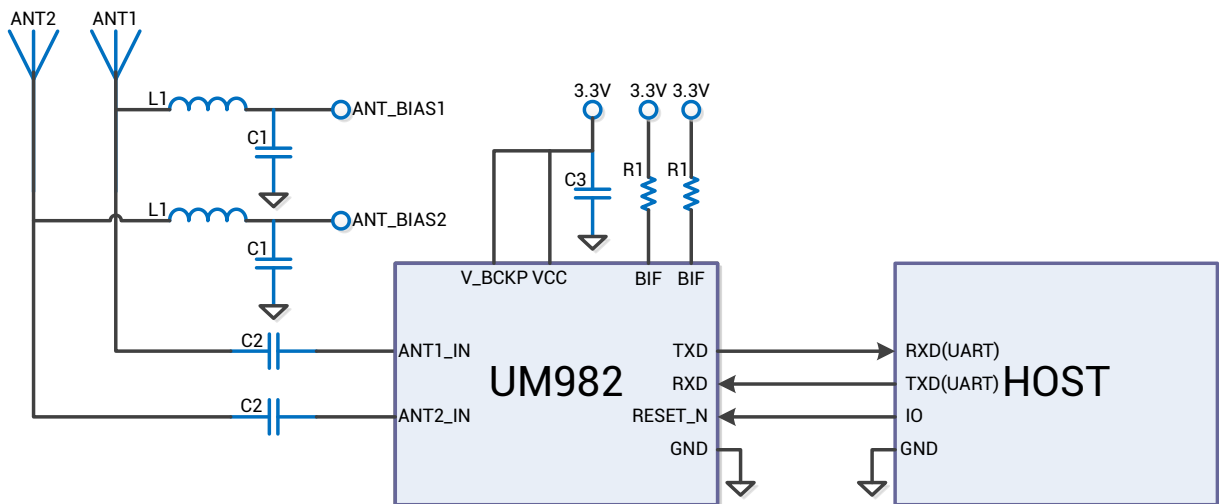 ANT2 ANT1
3.3V 3.3V 3.3V
L1 ANT_BIAS1
C1
C3 R1 R1
L1 ANT_BIAS2
C1
V_BCKP VCC BIF BIF
C2 ANT1_IN TXD RXD(UART)
UM982 RXD TXD(UART) HOST
C2 ANT2_IN RESET_N IO
GND GND